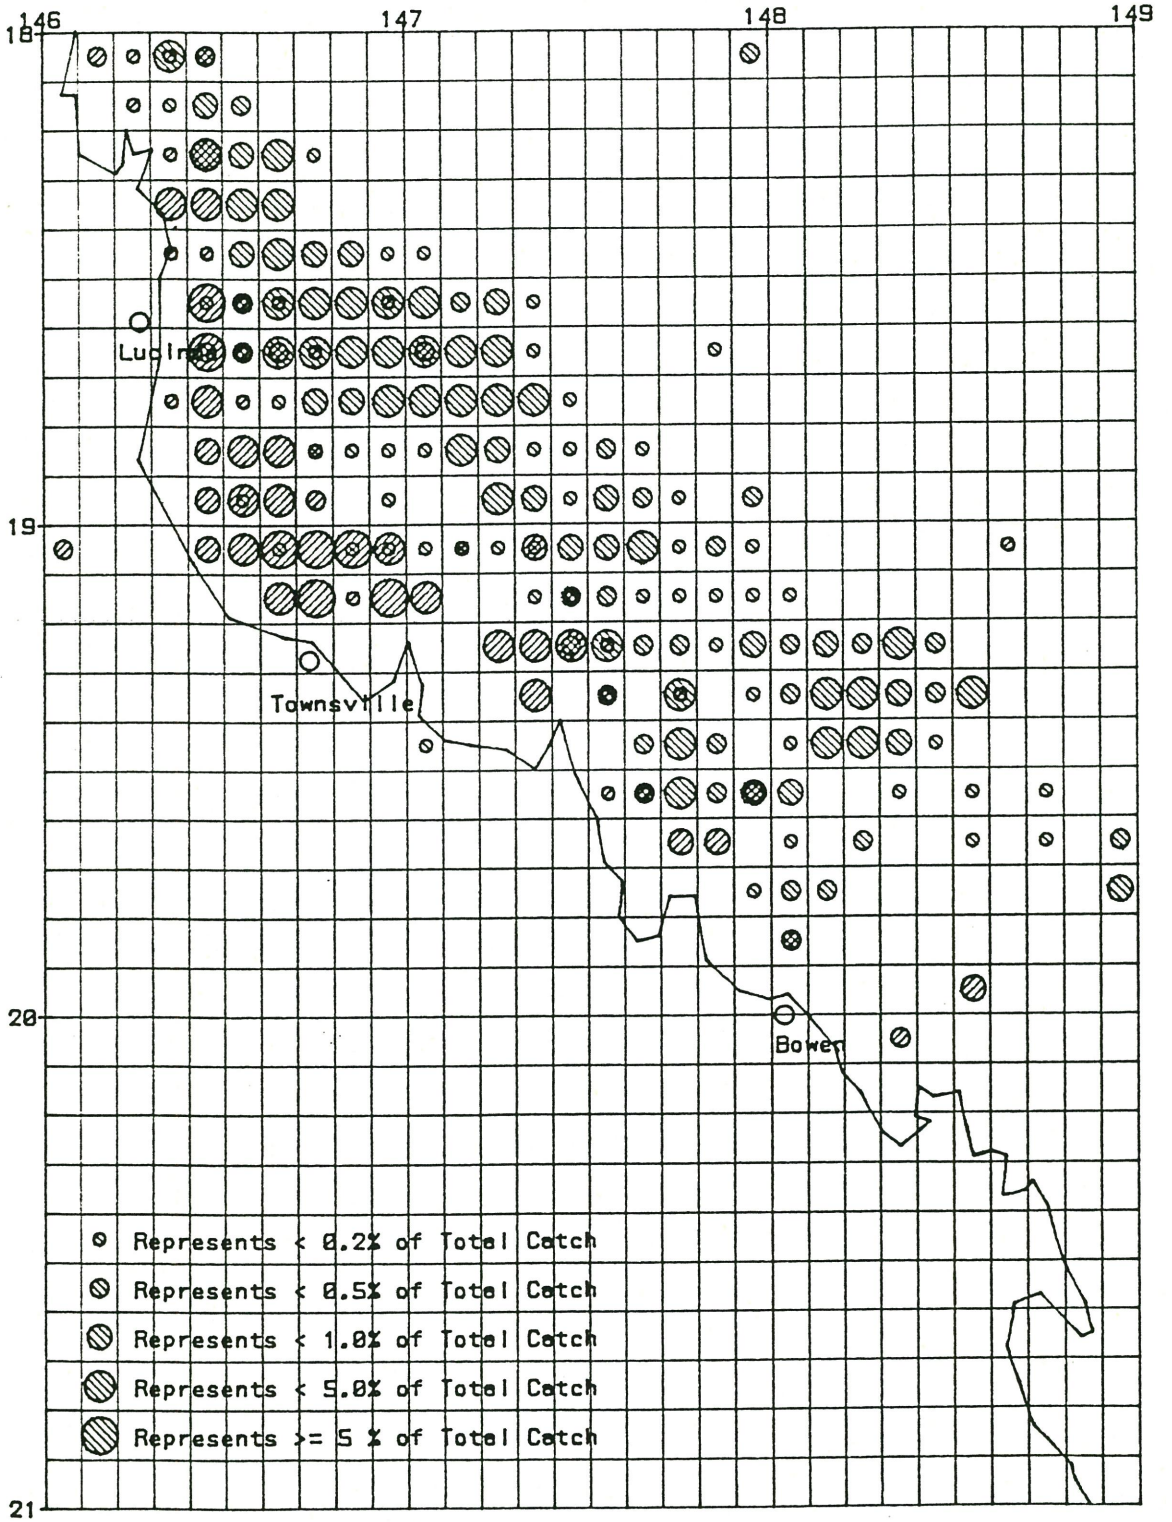 146 147 148 149
18
Lucinda
19
Townsville
20
Bowen
Represents < 0.2% of Total Catch
Represents < 0.5% of Total Catch
Represents < 1.0% of Total Catch
Represents < 5.0% of Total Catch
Represents >= 5 % of Total Catch
21